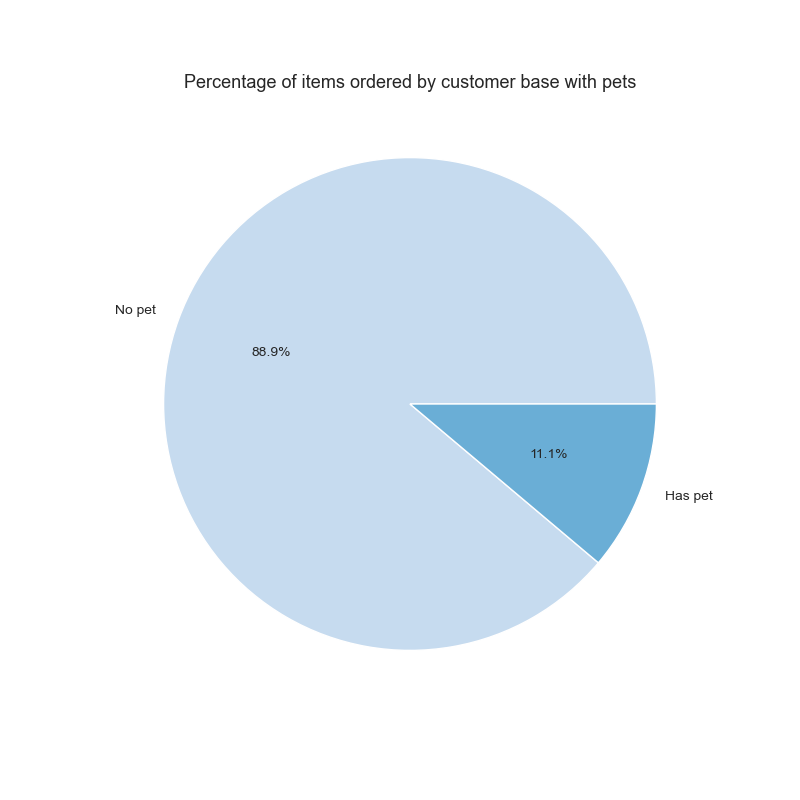 Percentage of items ordered by customer base with pets
No pet
88.9%
11.1%
Has pet